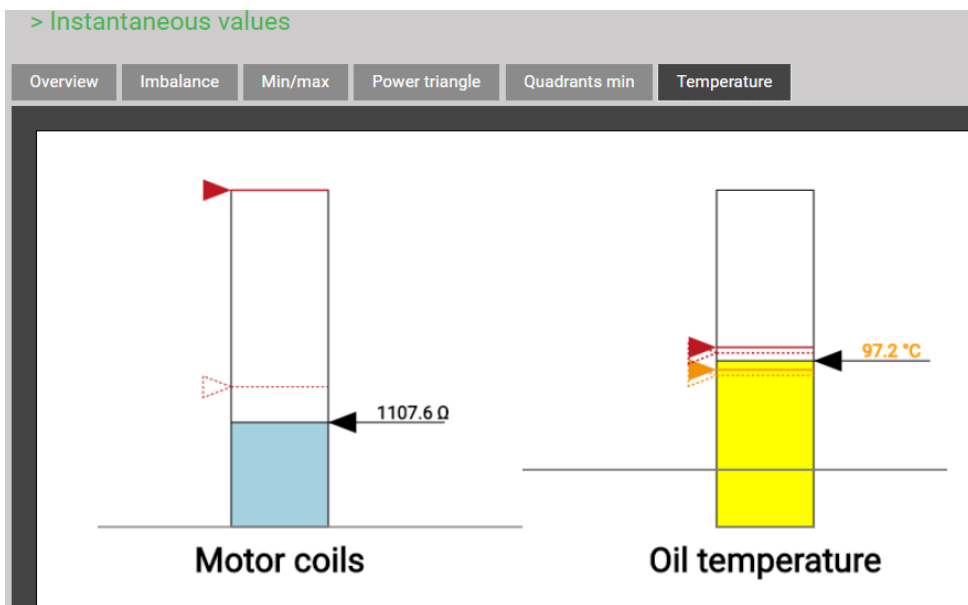 > Instantaneous values
Overview Imbalance Min/max Power triangle Quadrants min Temperature
1107.6 Ω
97.2 °C
Motor coils
Oil temperature